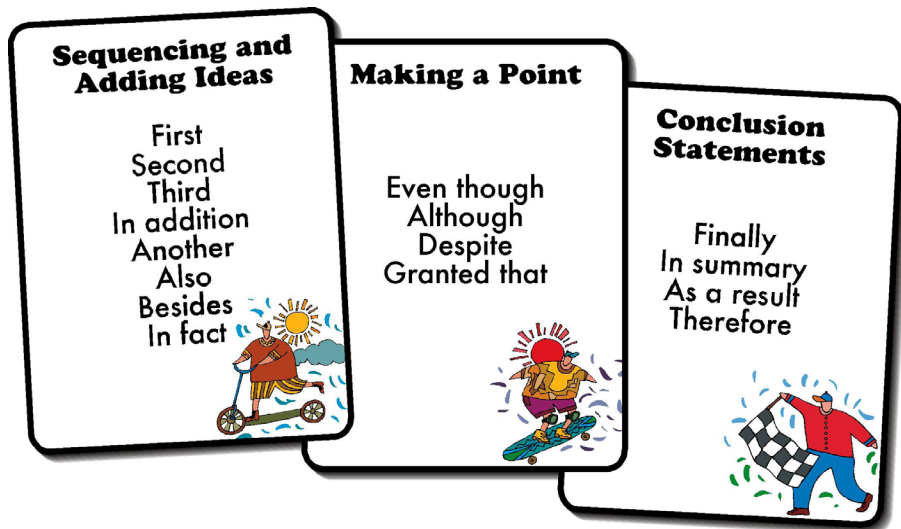 Sequencing and
Adding Ideas
First
Second
Third
In addition
Another
Also
Besides
In fact
Making a Point
Even though
Although
Despite
Granted that
Conclusion
Statements
Finally
In summary
As a result
Therefore